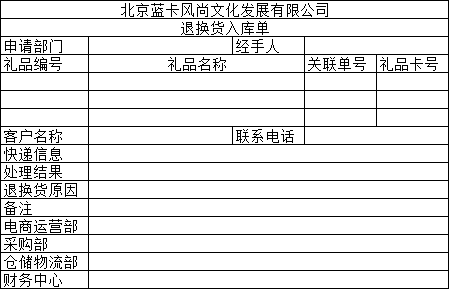 北京蓝卡风尚文化发展有限公司
退换货入库单
申请部门 经手人
礼品编号 礼品名称 关联单号 礼品卡号
客户名称 联系电话
快递信息
处理结果
退换货原因
备注
电商运营部
采购部
仓储物流部
财务中心